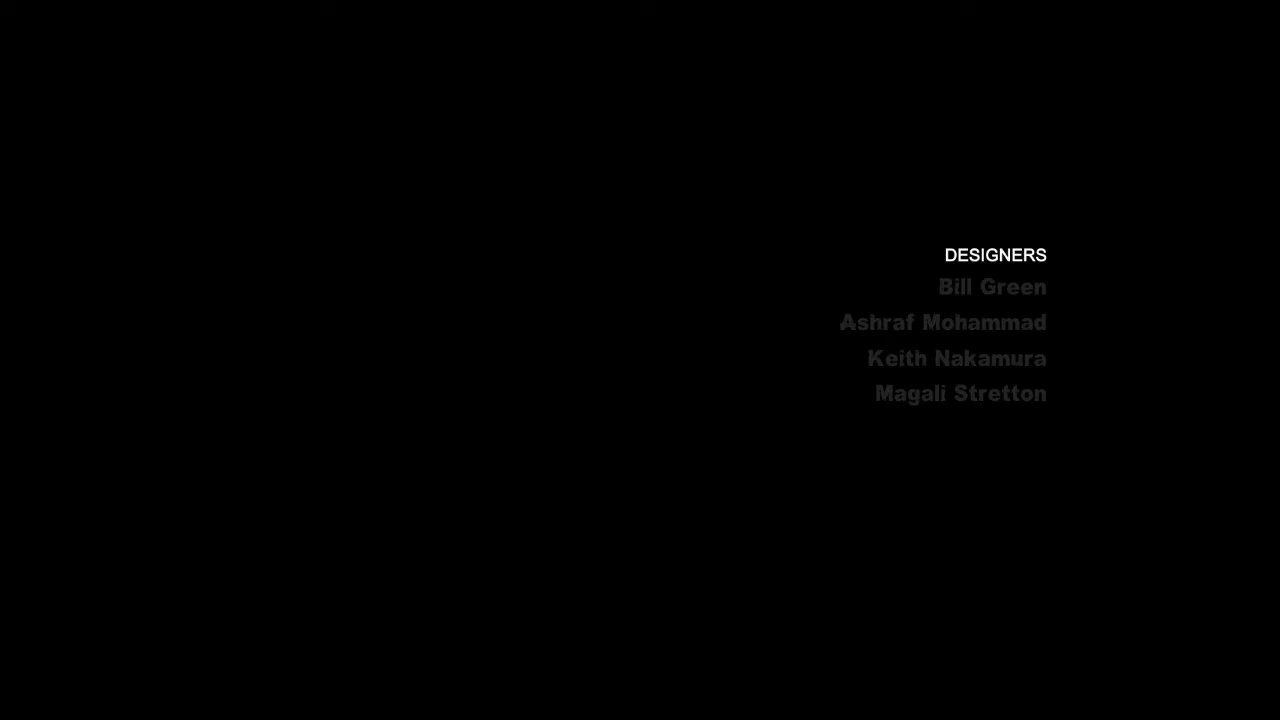 DESIGNERS
Bill Green
Ashraf Mohammad
Keith Nakamura
Magali Stretton